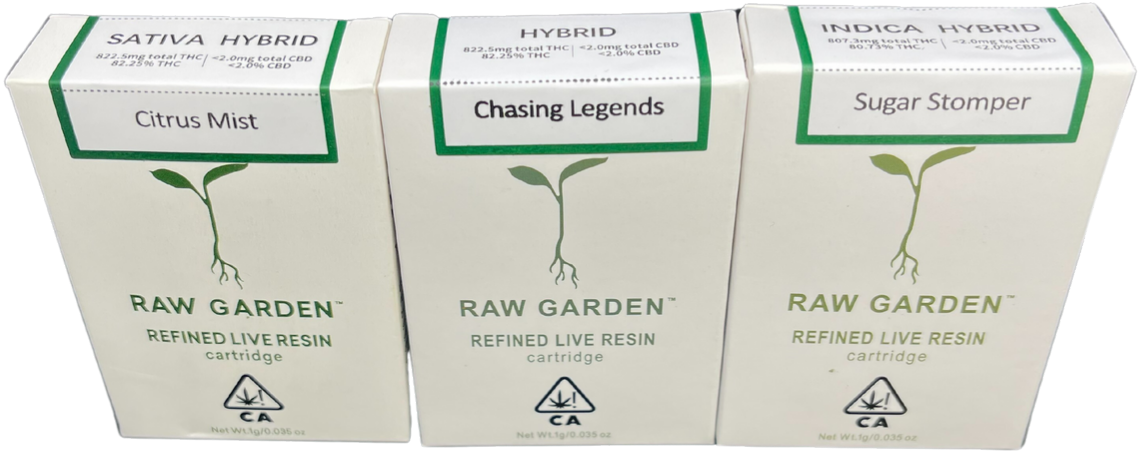 SATIVA HYBRID
822.5mg total THC | <2.0mg total CBD
82.25% THC <2.0% CBD
Citrus Mist
RAW GARDEN™
REFINED LIVE RESIN
cartridge
CA
Net Wt.1g/0.035 oz
HYBRID
822.5mg total THC | <2.0mg total CBD
82.25% THC <2.0% CBD
Chasing Legends
RAW GARDEN™
REFINED LIVE RESIN
cartridge
CA
Net Wt.1g/0.035 oz
INDICA HYBRID
807.3mg total THC | <2.0mg total CBD
80.73% THC. <2.0% CBD
Sugar Stomper
RAW GARDEN™
REFINED LIVE RESIN
cartridge
CA
Net Wt.1g/0.035 oz